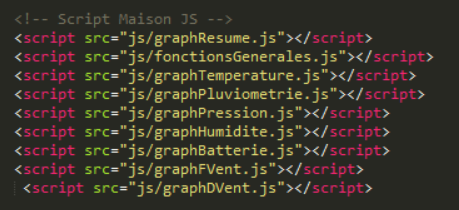 <!-- Script Maison JS -->
<script src="js/graphResume.js"></script>
<script src="js/fonctionsGenerales.js"></script>
<script src="js/graphTemperature.js"></script>
<script src="js/graphPluviometrie.js"></script>
<script src="js/graphPression.js"></script>
<script src="js/graphHumidite.js"></script>
<script src="js/graphBatterie.js"></script>
<script src="js/graphFVent.js"></script>
<script src="js/graphDVent.js"></script>